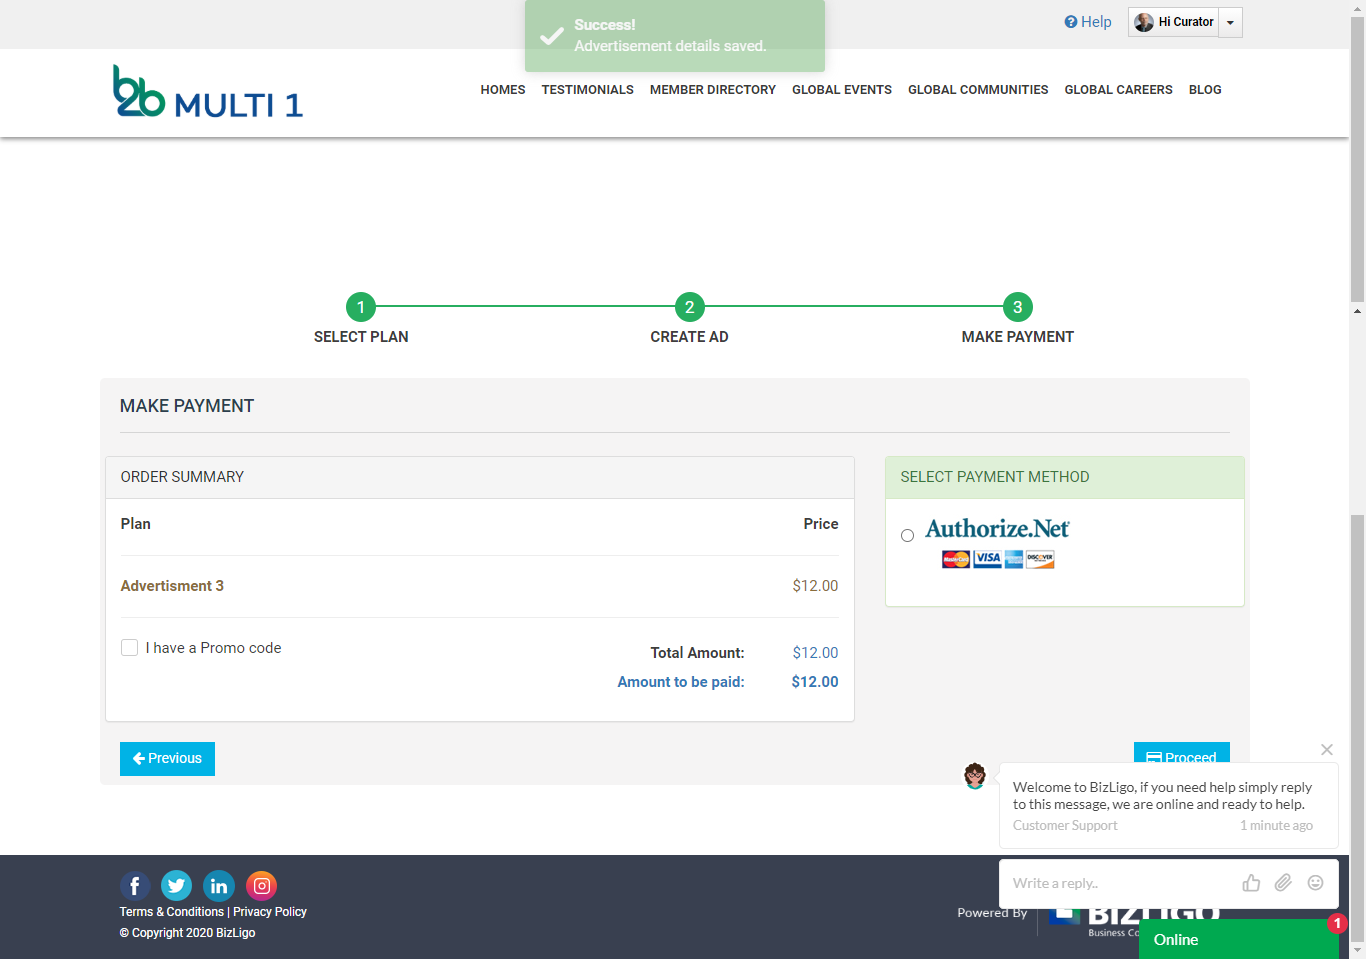 Success!
Advertisement details saved.
Help
Hi Curator
b2b MULTI 1
HOMES TESTIMONIALS MEMBER DIRECTORY GLOBAL EVENTS GLOBAL COMMUNITIES GLOBAL CAREERS BLOG
1 2 3
SELECT PLAN CREATE AD MAKE PAYMENT
MAKE PAYMENT
ORDER SUMMARY
Plan Price
Advertisment 3 $12.00
I have a Promo code
Total Amount: $12.00
Amount to be paid: $12.00
SELECT PAYMENT METHOD
Authorize.Net
MasterCard VISA DISCOVER
Previous
Proceed
Welcome to BizLigo, if you need help simply reply
to this message, we are online and ready to help.
Customer Support 1 minute ago
Write a reply..
Terms & Conditions | Privacy Policy
© Copyright 2020 BizLigo
Powered By
BIZLIGO
Business Co
Online
1